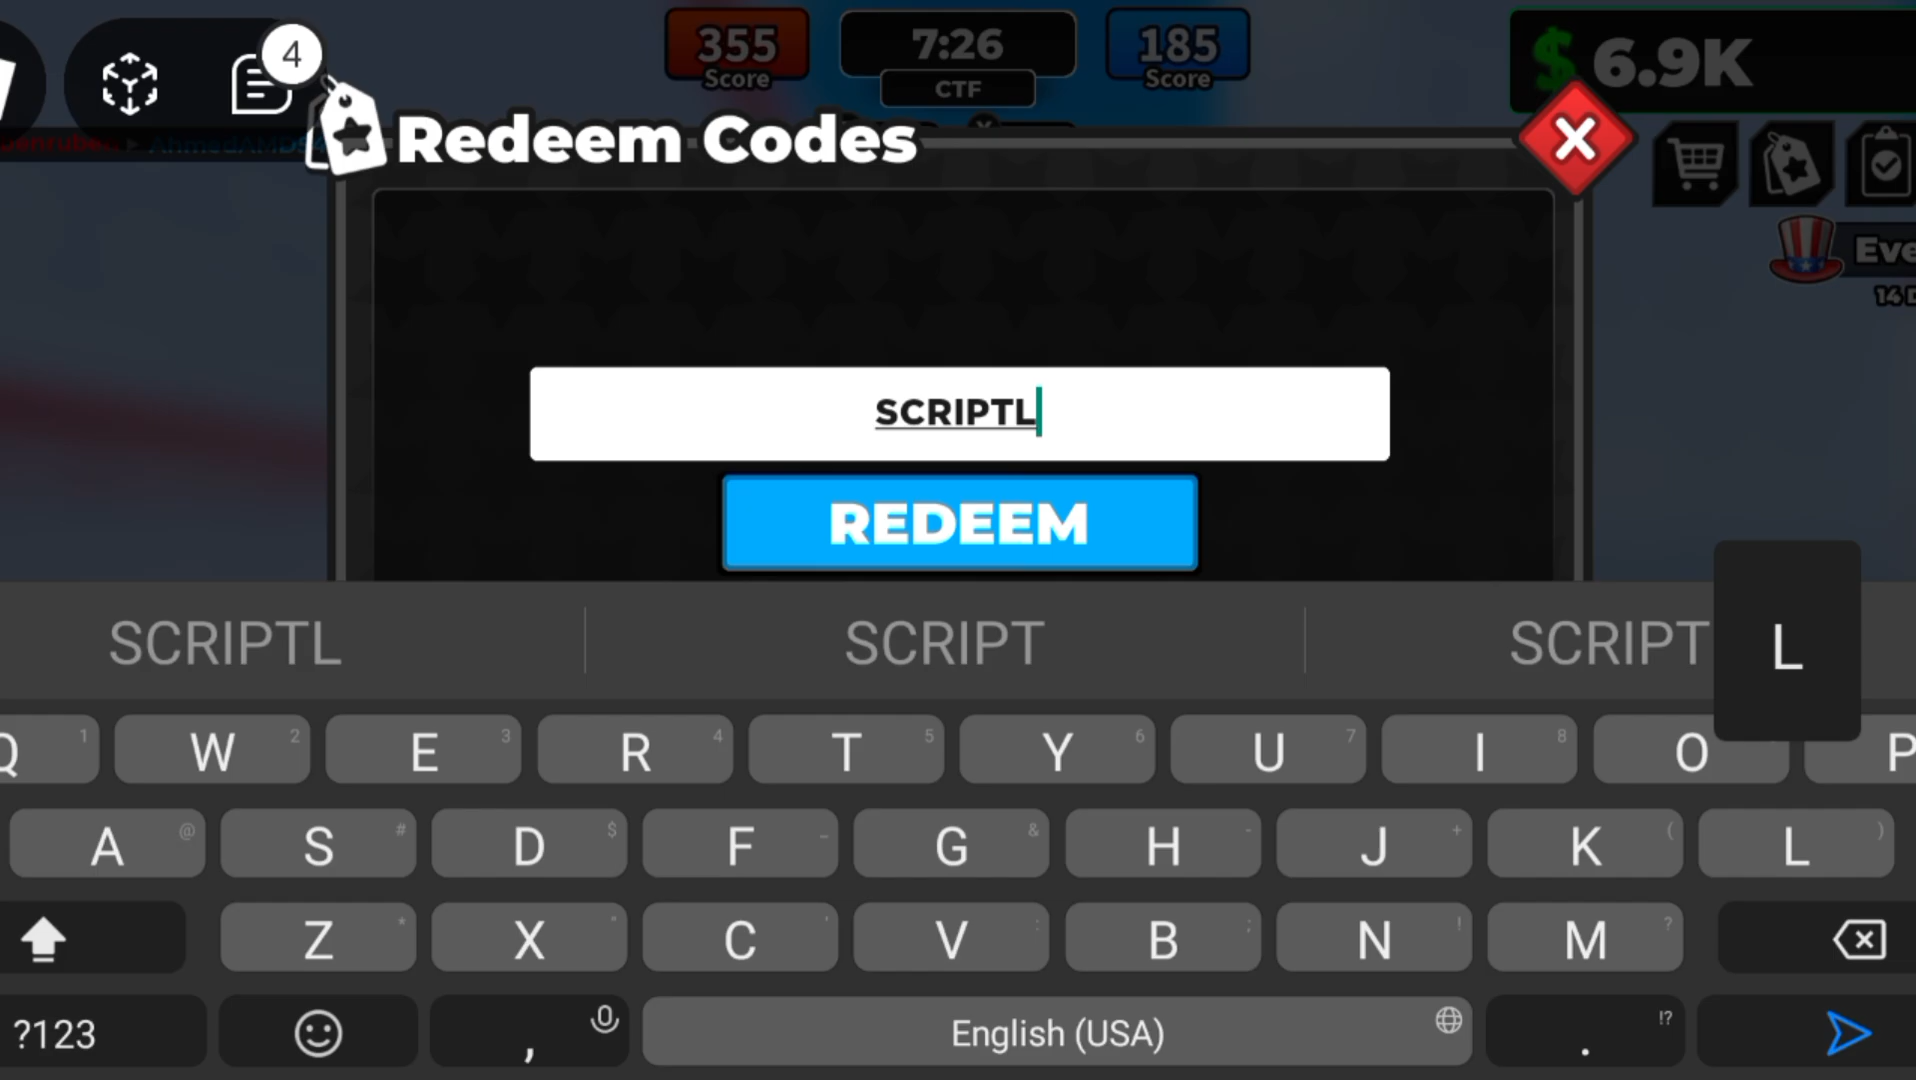 4
355
Score
7:26
CTF
185
Score
$ 6.9K
Redeem Codes
Eve
14 D
SCRIPTL
REDEEM
SCRIPTL
SCRIPT
SCRIPT
L
Q 1 W 2 E 3 R 4 T 5 Y 6 U 7 I 8 O P
A @ S # D $ F _ G & H - J + K ( L )
Z * X " C ' V : B ; N ! M ?
?123 , English (USA) . !?